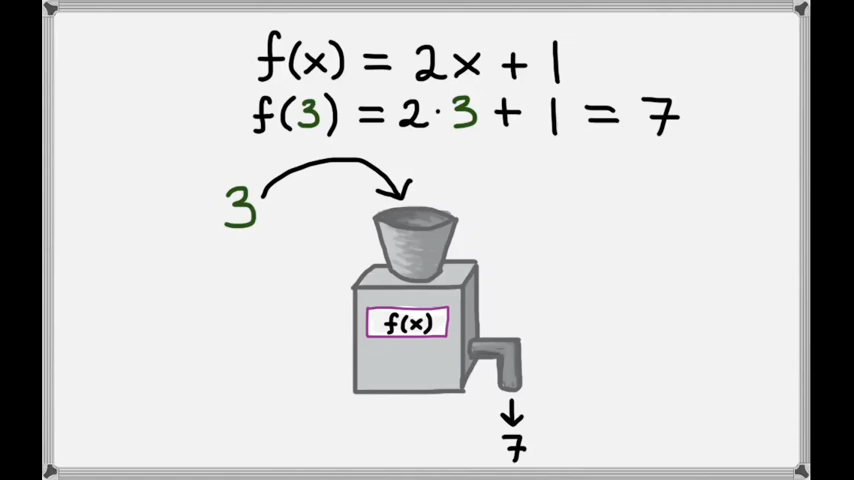 f(x) = 2x + 1
f(3) = 2·3 + 1 = 7
3
f(x)
7